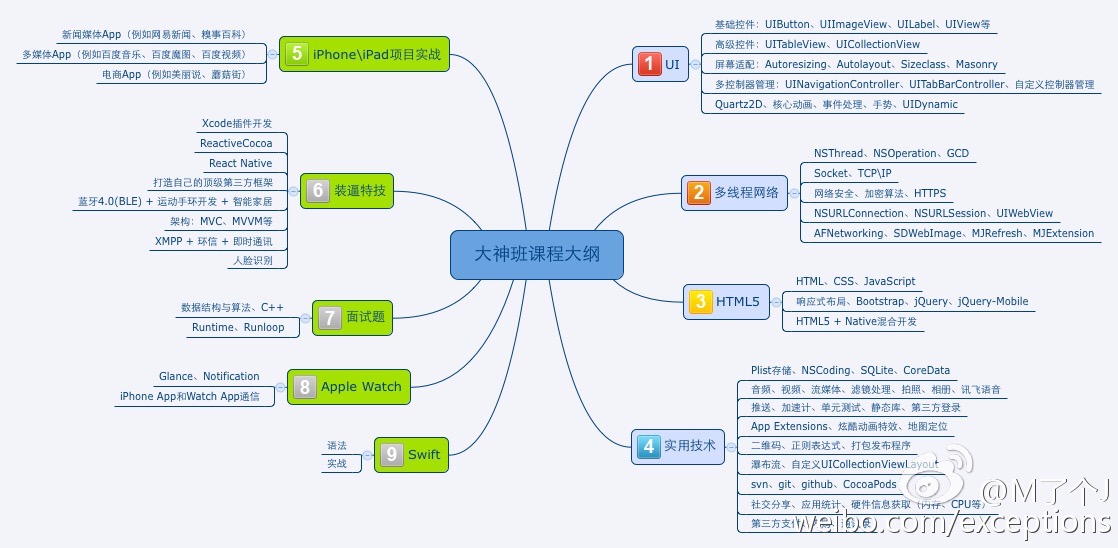 大神班课程大纲
1 UI
基础控件：UIButton、UIImageView、UILabel、UIView等
高级控件：UITableView、UICollectionView
屏幕适配：Autoresizing、Autolayout、Sizeclass、Masonry
多控制器管理：UINavigationController、UITabBarController、自定义控制器管理
Quartz2D、核心动画、事件处理、手势、UIDynamic
2 多线程网络
NSThread、NSOperation、GCD
Socket、TCP\IP
网络安全、加密算法、HTTPS
NSURLConnection、NSURLSession、UIWebView
AFNetworking、SDWebImage、MJRefresh、MJExtension
3 HTML5
HTML、CSS、JavaScript
响应式布局、Bootstrap、jQuery、jQuery-Mobile
HTML5 + Native混合开发
4 实用技术
Plist存储、NSCoding、SQLite、CoreData
音频、视频、流媒体、滤镜处理、拍照、相册、讯飞语音
推送、加速计、单元测试、静态库、第三方登录
App Extensions、炫酷动画特效、地图定位
二维码、正则表达式、打包发布程序
瀑布流、自定义UICollectionViewLayout
svn、git、github、CocoaPods
社交分享、应用统计、硬件信息获取（内存、CPU等）
第三方支付
5 iPhone\iPad项目实战
新闻媒体App（例如网易新闻、糗事百科）
多媒体App（例如百度音乐、百度魔图、百度视频）
电商App（例如美丽说、蘑菇街）
6 装逼特技
Xcode插件开发
ReactiveCocoa
React Native
打造自己的顶级第三方框架
蓝牙4.0(BLE) + 运动手环开发 + 智能家居
架构：MVC、MVVM等
XMPP + 环信 + 即时通讯
人脸识别
7 面试题
数据结构与算法、C++
Runtime、Runloop
8 Apple Watch
Glance、Notification
iPhone App和Watch App通信
9 Swift
语法
实战
@M了个J
weibo.com/exceptions